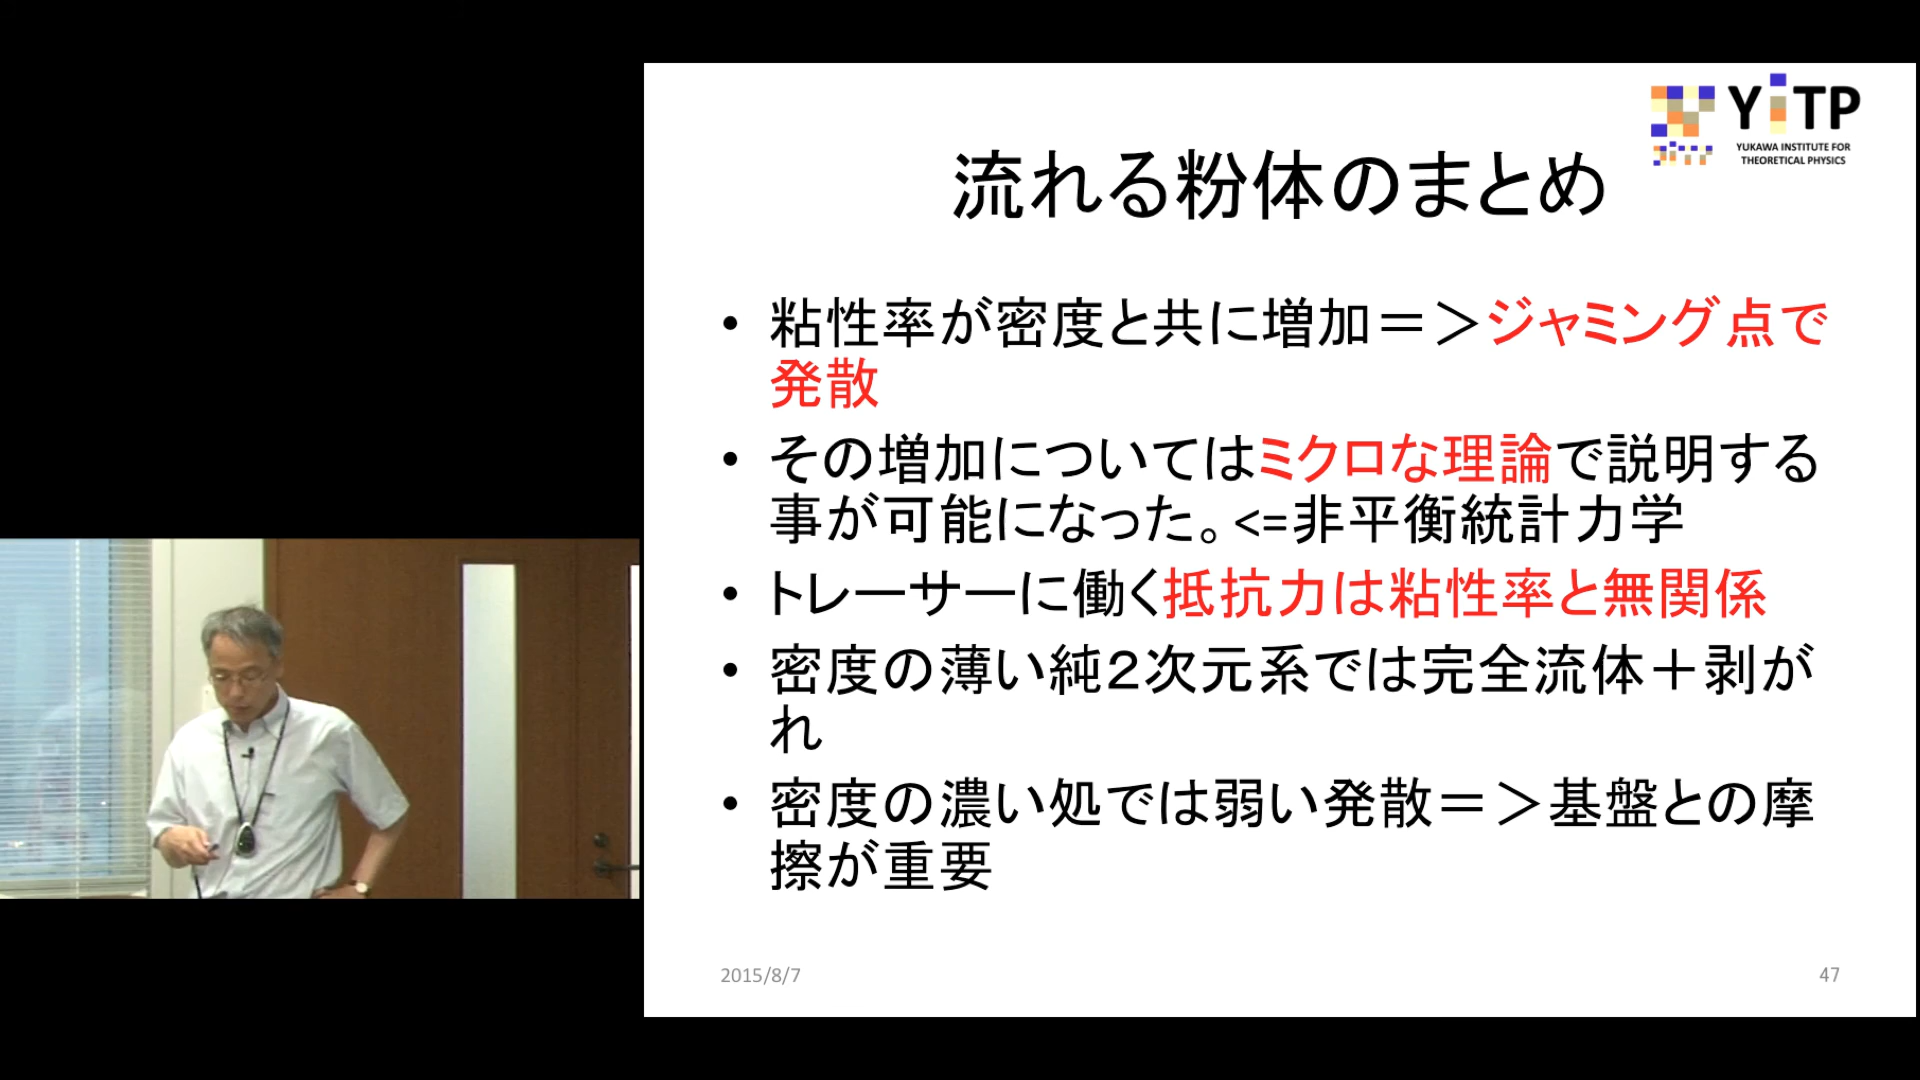 YiTP
YUKAWA INSTITUTE FOR
THEORETICAL PHYSICS
流れる粉体のまとめ
• 粘性率が密度と共に増加＝＞ジャミング点で
発散
• その増加についてはミクロな理論で説明する
事が可能になった。<=非平衡統計力学
• トレーサーに働く抵抗力は粘性率と無関係
• 密度の薄い純２次元系では完全流体＋剥が
れ
• 密度の濃い処では弱い発散＝＞基盤との摩
擦が重要
2015/8/7
47